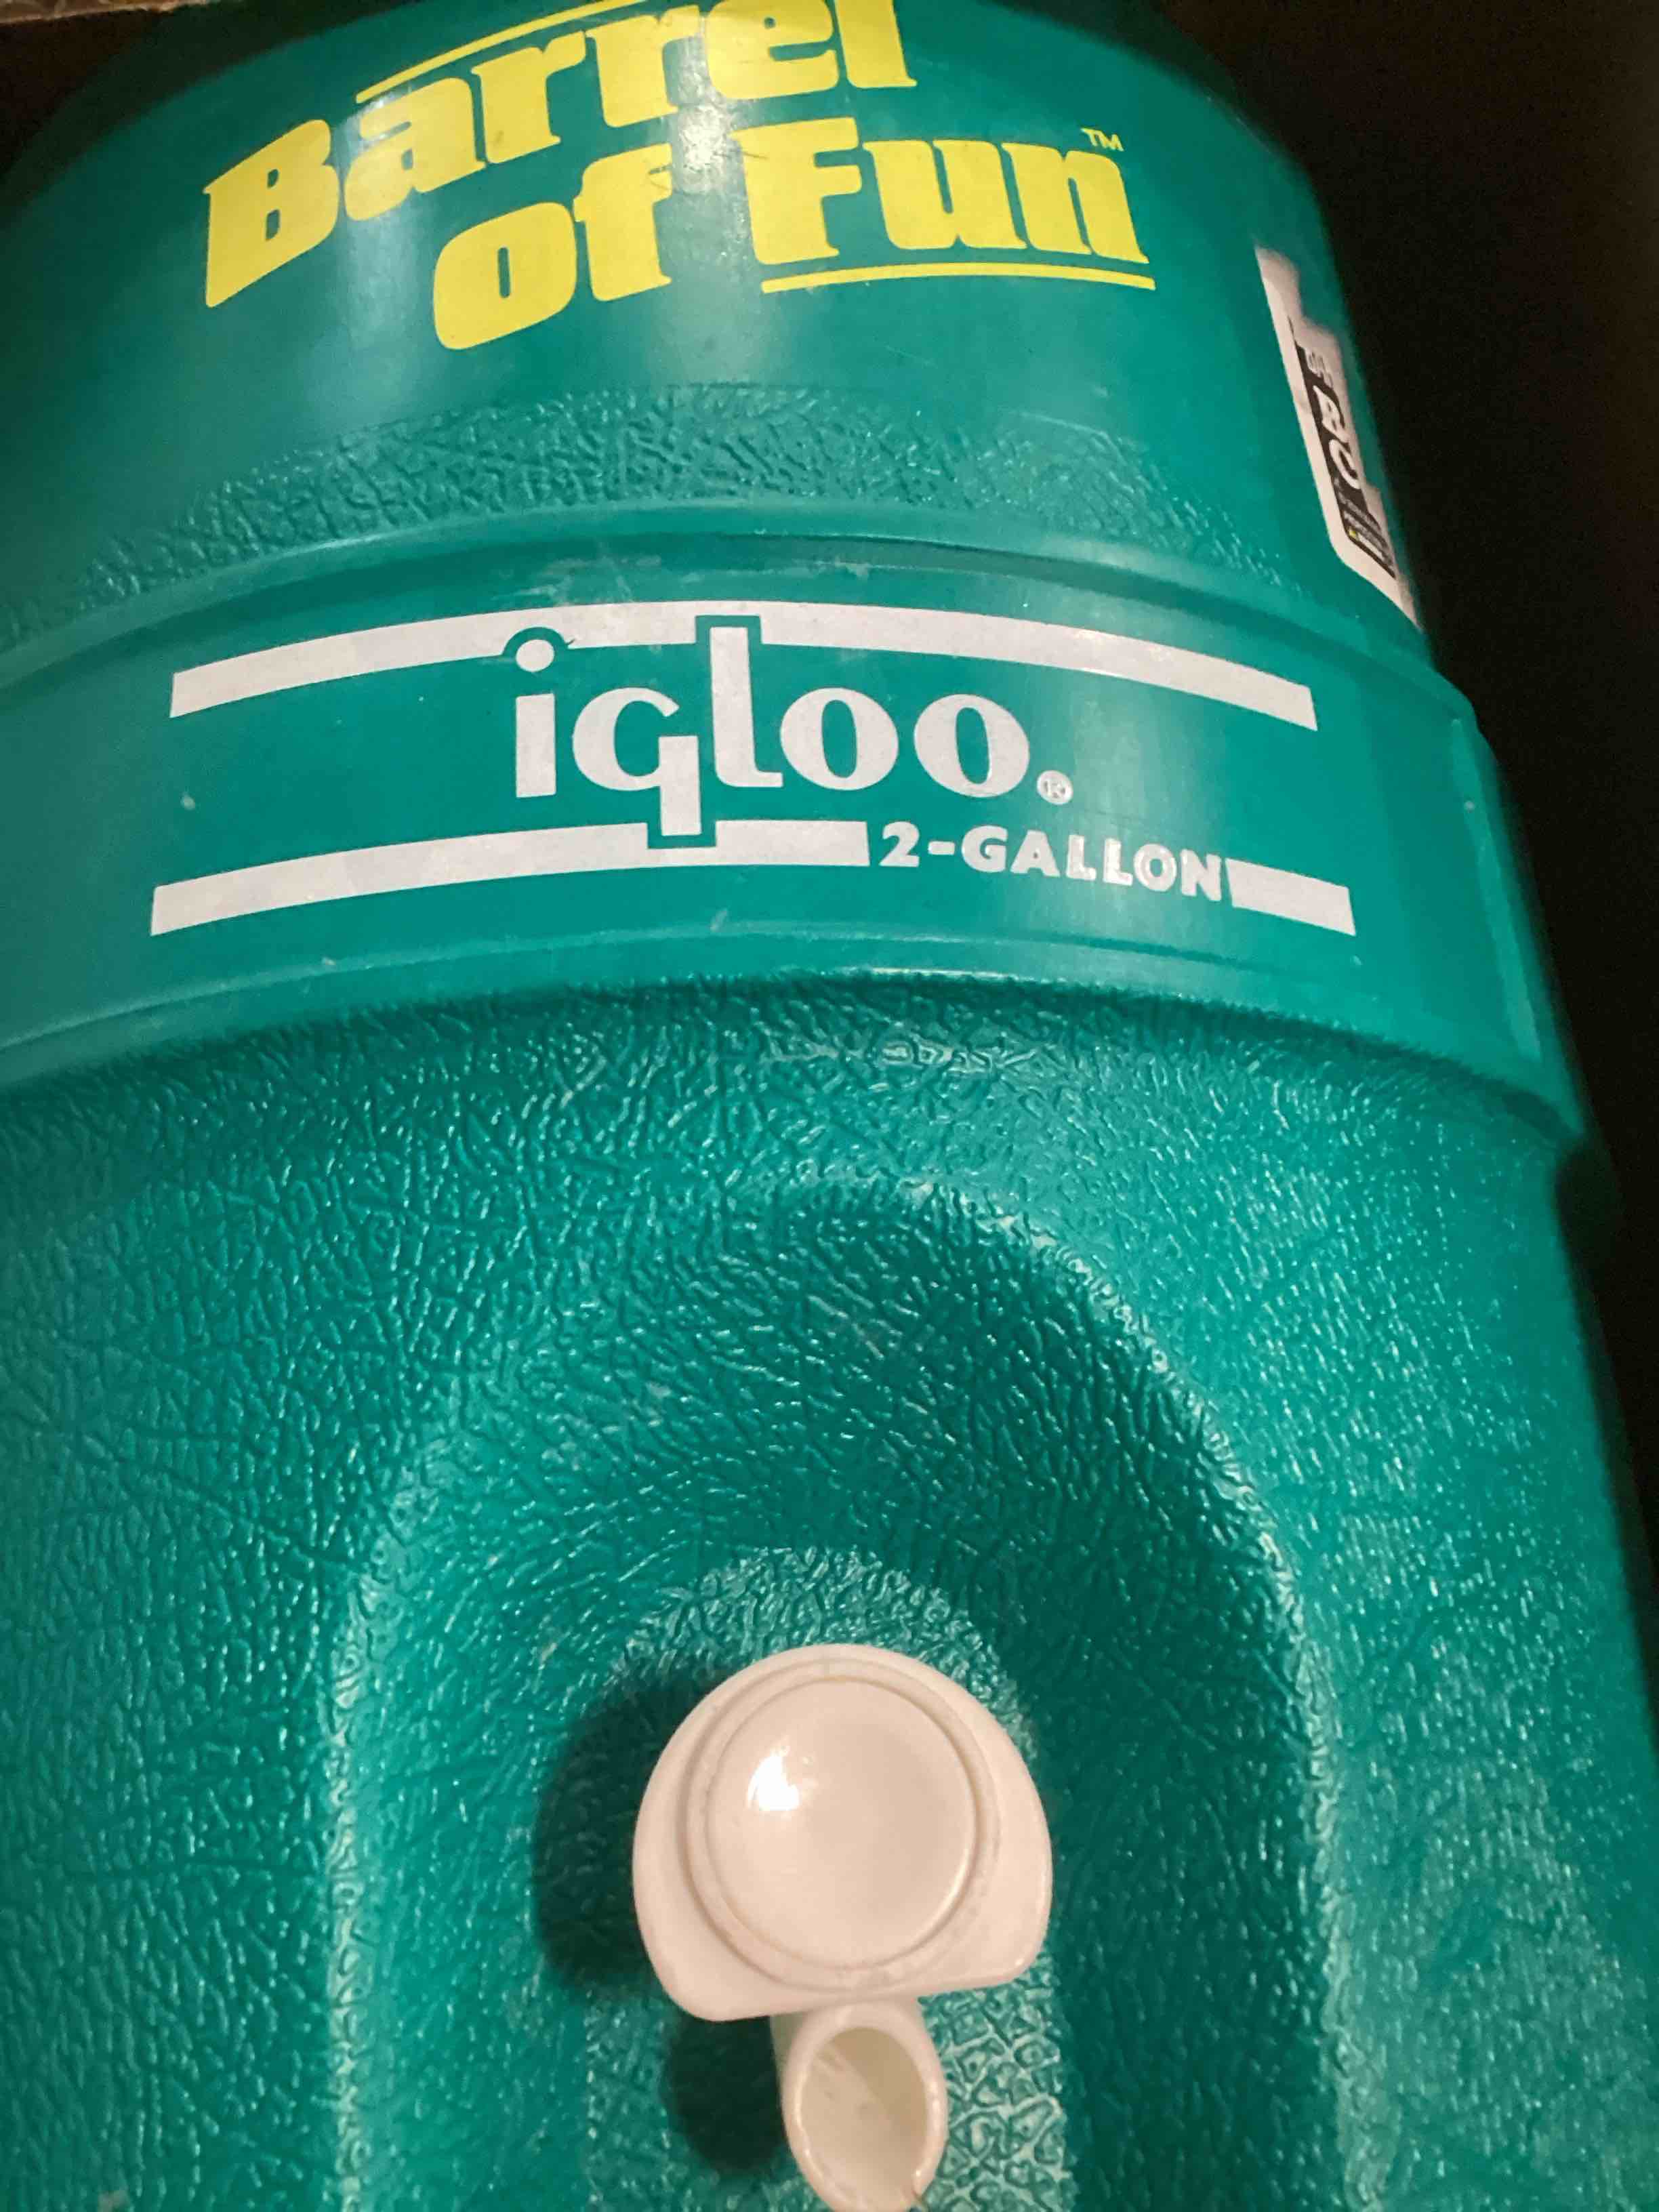 Barrel
of Fun™
igloo®
2-GALLON